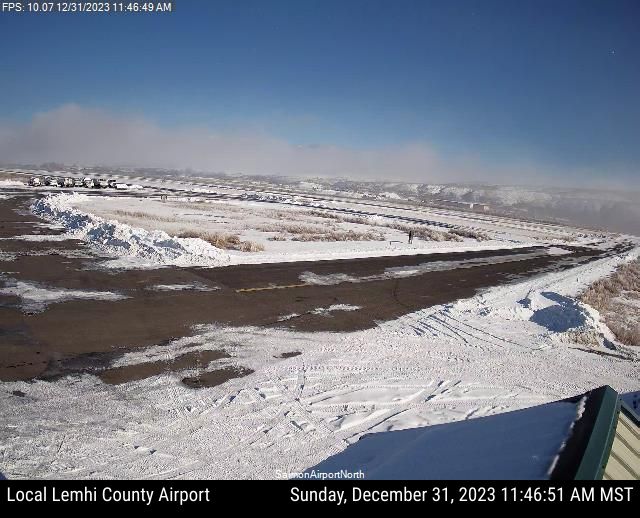 FPS: 10.07 12/31/2023 11:46:49 AM
SalmonAirportNorth
Local Lemhi County Airport Sunday, December 31, 2023 11:46:51 AM MST